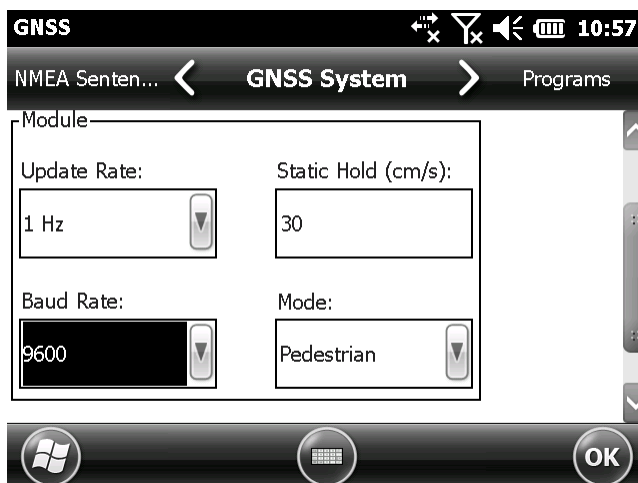 GNSS 10:57
NMEA Senten... GNSS System Programs
Module
Update Rate: Static Hold (cm/s):
1 Hz 30
Baud Rate: Mode:
9600 Pedestrian
OK